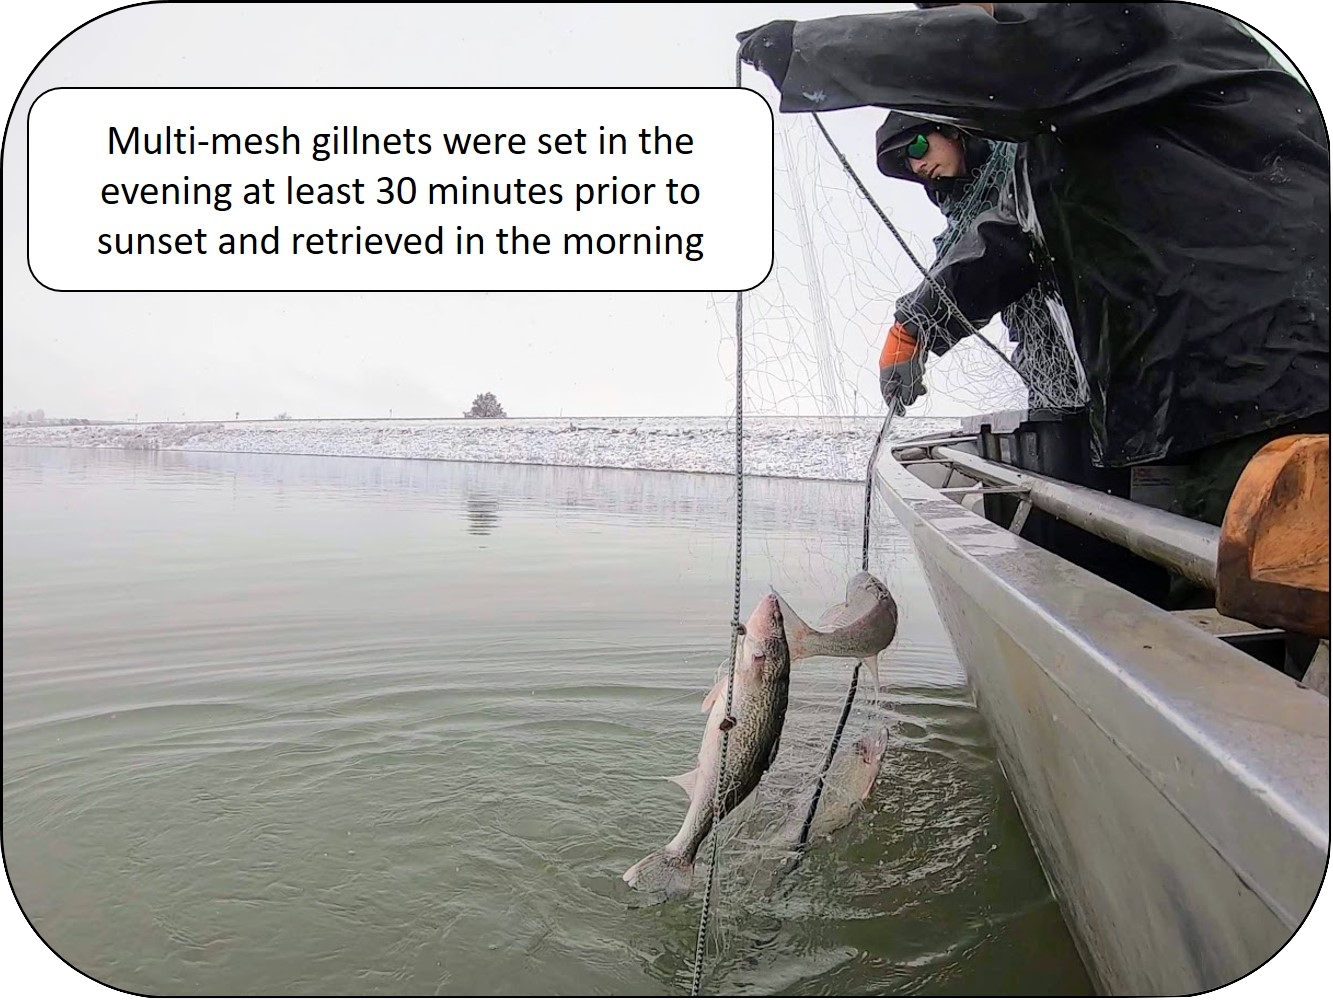 Multi-mesh gillnets were set in the
evening at least 30 minutes prior to
sunset and retrieved in the morning